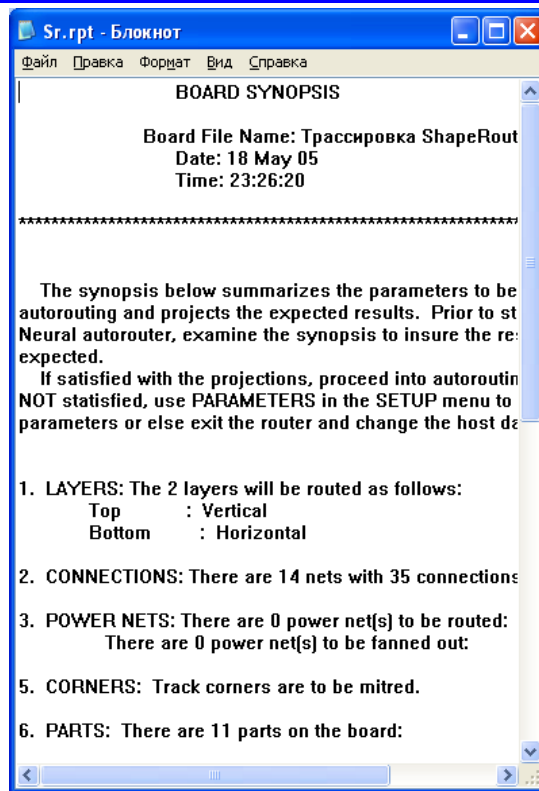 Sr.rpt - Блокнот
Файл Правка Формат Вид Справка
BOARD SYNOPSIS
Board File Name: Трассировка ShapeRout
Date: 18 May 05
Time: 23:26:20
*************************************************************
The synopsis below summarizes the parameters to be
autorouting and projects the expected results. Prior to st
Neural autorouter, examine the synopsis to insure the re
expected.
If satisfied with the projections, proceed into autoroutin
NOT statisfied, use PARAMETERS in the SETUP menu to
parameters or else exit the router and change the host da
1. LAYERS: The 2 layers will be routed as follows:
Top : Vertical
Bottom : Horizontal
2. CONNECTIONS: There are 14 nets with 35 connections
3. POWER NETS: There are 0 power net(s) to be routed:
There are 0 power net(s) to be fanned out:
5. CORNERS: Track corners are to be mitred.
6. PARTS: There are 11 parts on the board: